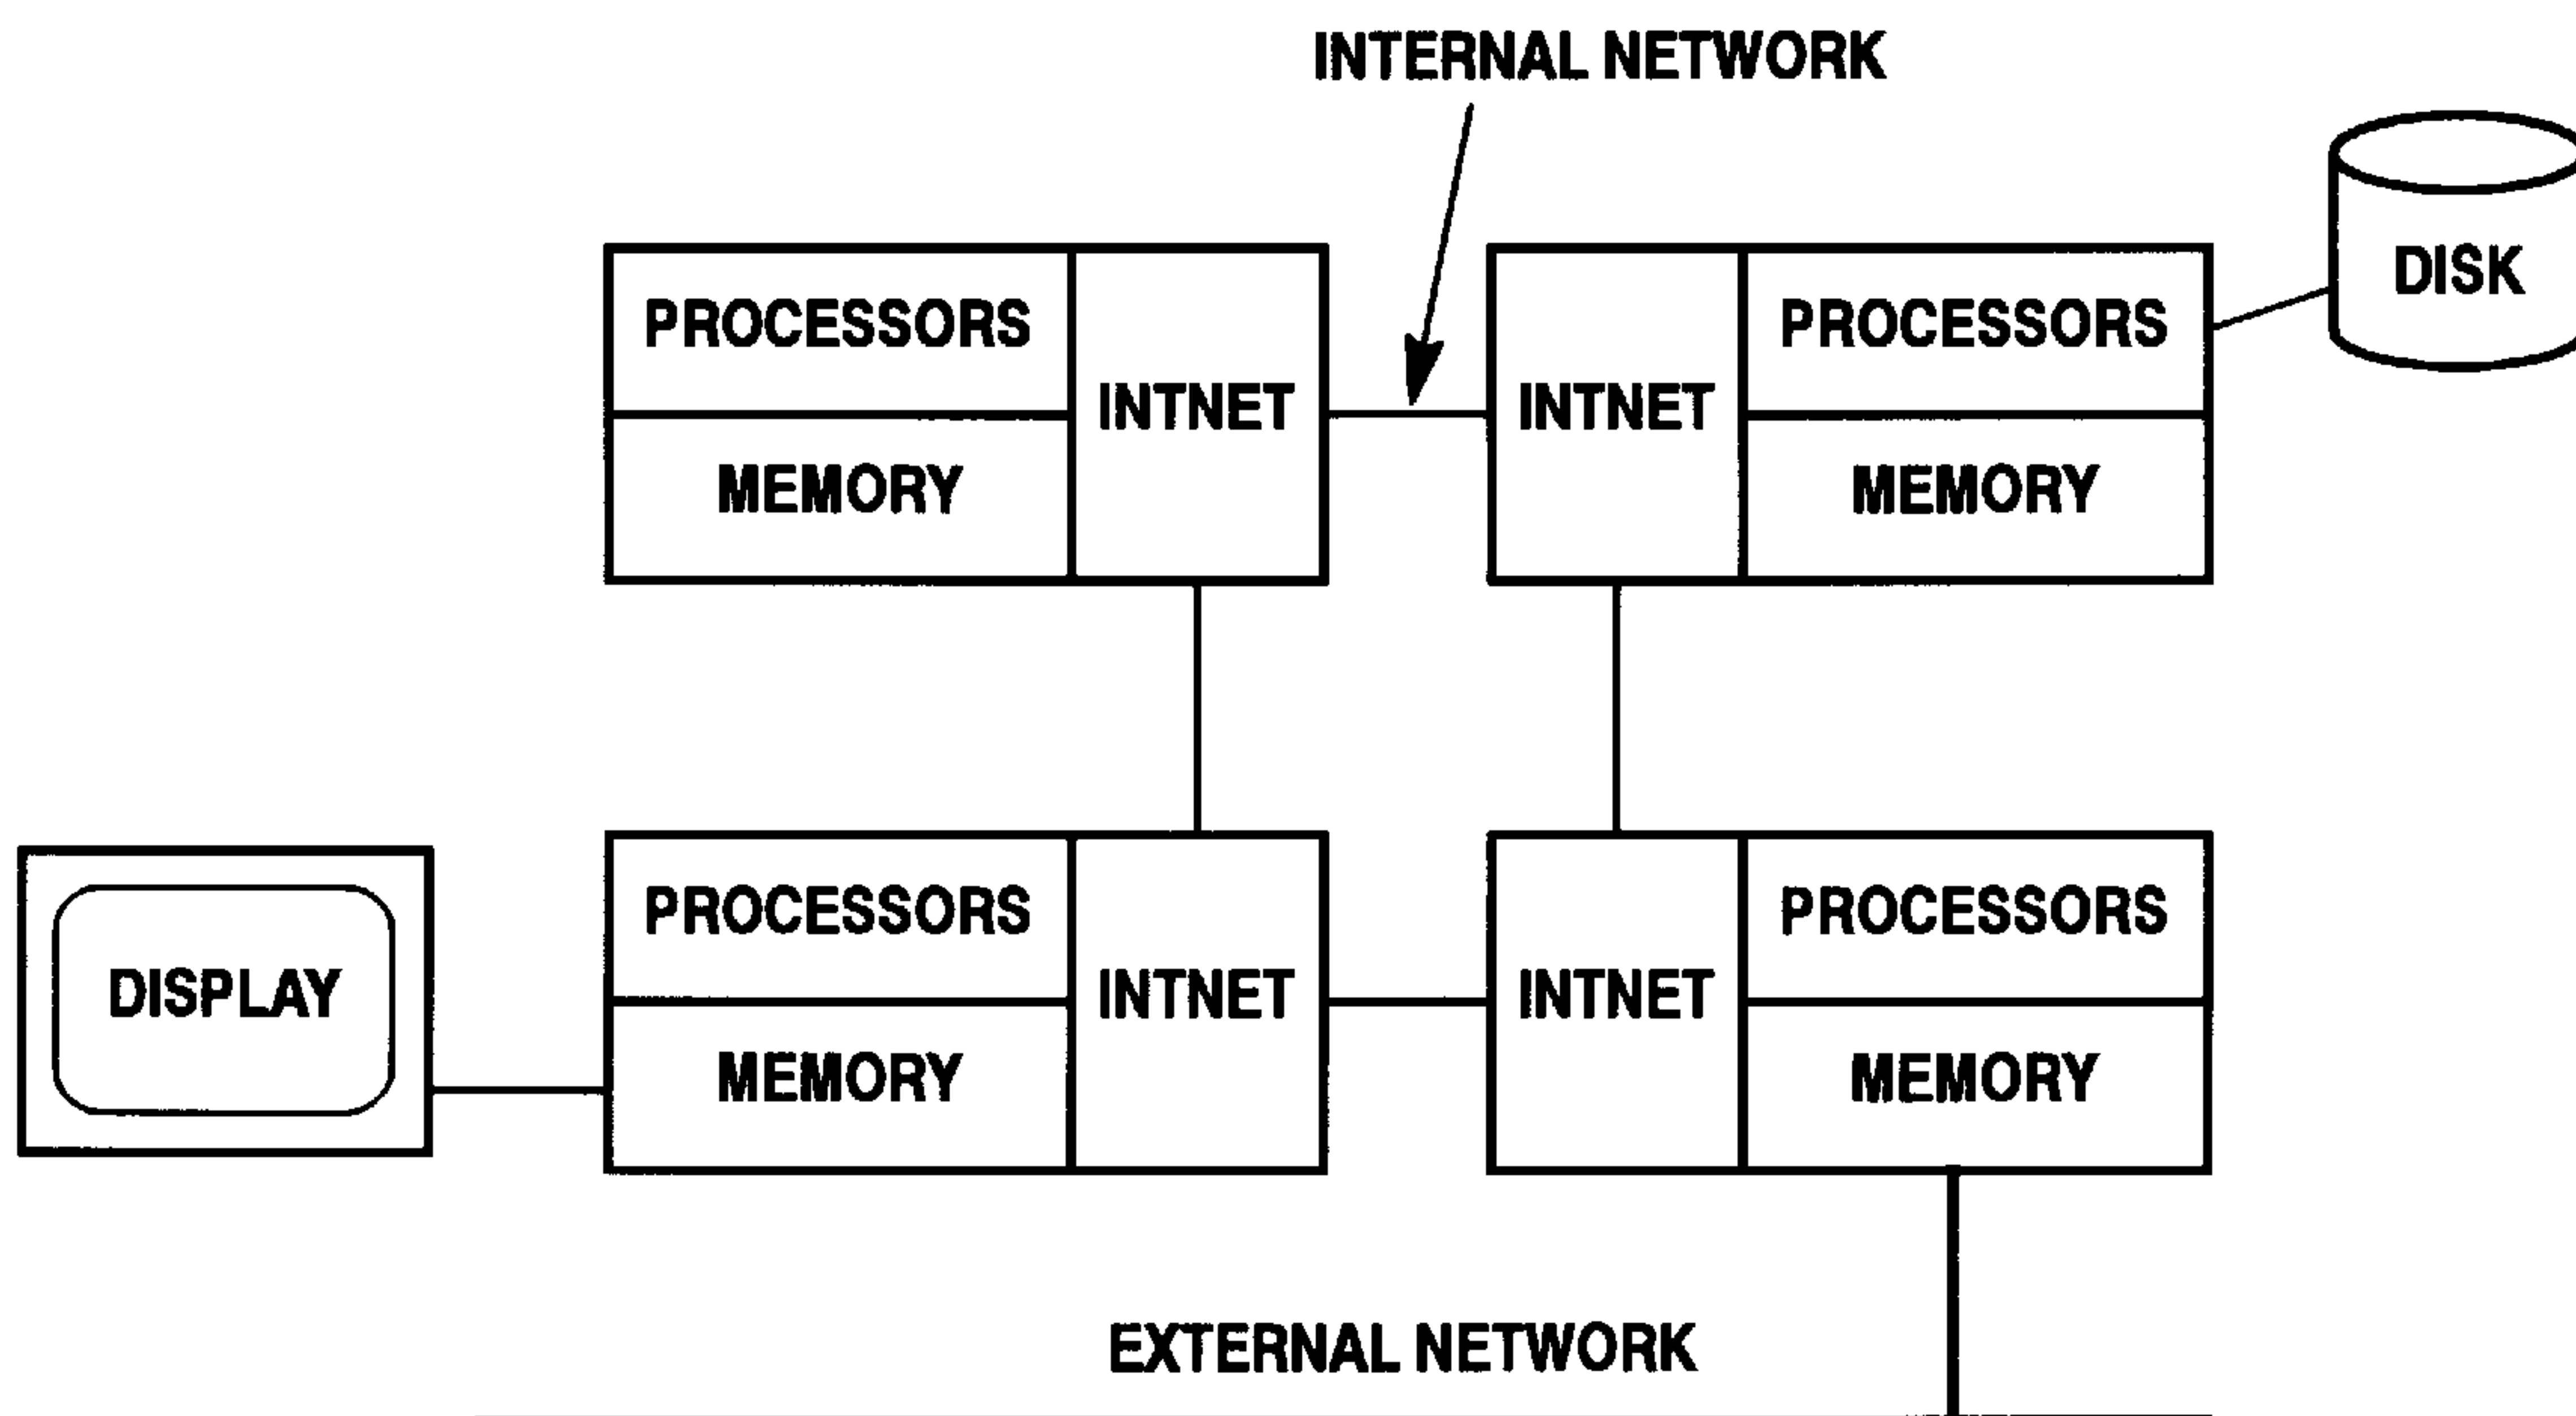 INTERNAL NETWORK
DISK
PROCESSORS
INTNET
MEMORY
INTNET
PROCESSORS
MEMORY
DISPLAY
PROCESSORS
INTNET
MEMORY
INTNET
PROCESSORS
MEMORY
EXTERNAL NETWORK